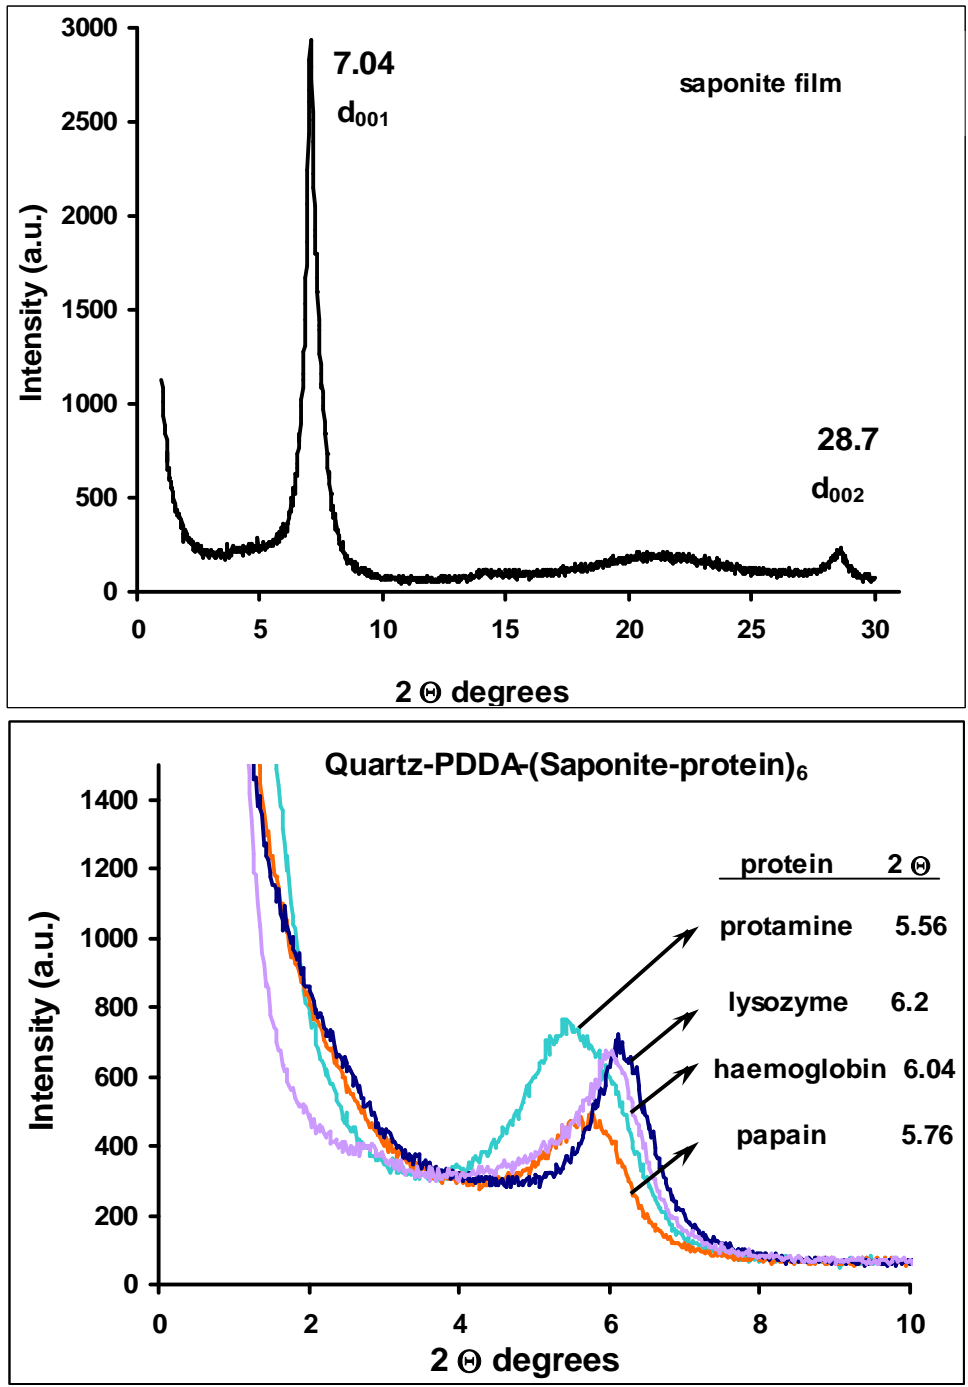 3000
7.04
saponite film
d001
2500
2000
Intensity (a.u.)
1500
1000
28.7
500
d002
0
0 5 10 15 20 25 30
2 Θ degrees
Quartz-PDDA-(Saponite-protein)6
1400
1200
protein 2 Θ
1000
protamine 5.56
Intensity (a.u.)
800
lysozyme 6.2
600
haemoglobin 6.04
400
papain 5.76
200
0
0 2 4 6 8 10
2 Θ degrees